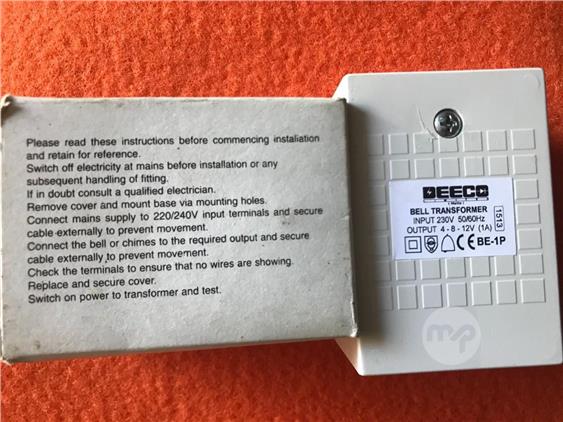 Please read these instructions before commencing installation
and retain for reference.
Switch off electricity at mains before installation or any
subsequent handling of fitting.
If in doubt consult a qualified electrician.
Remove cover and mount base via mounting holes.
Connect mains supply to 220/240V input terminals and secure
cable externally to prevent movement.
Connect the bell or chimes to the required output and secure
cable externally to prevent movement.
Check the terminals to ensure that no wires are showing.
Replace and secure cover.
Switch on power to transformer and test.
DEECO
BELL TRANSFORMER
INPUT 230V 50/60Hz
OUTPUT 4 - 8 - 12V (1A)
CE BE-1P
1513
mp